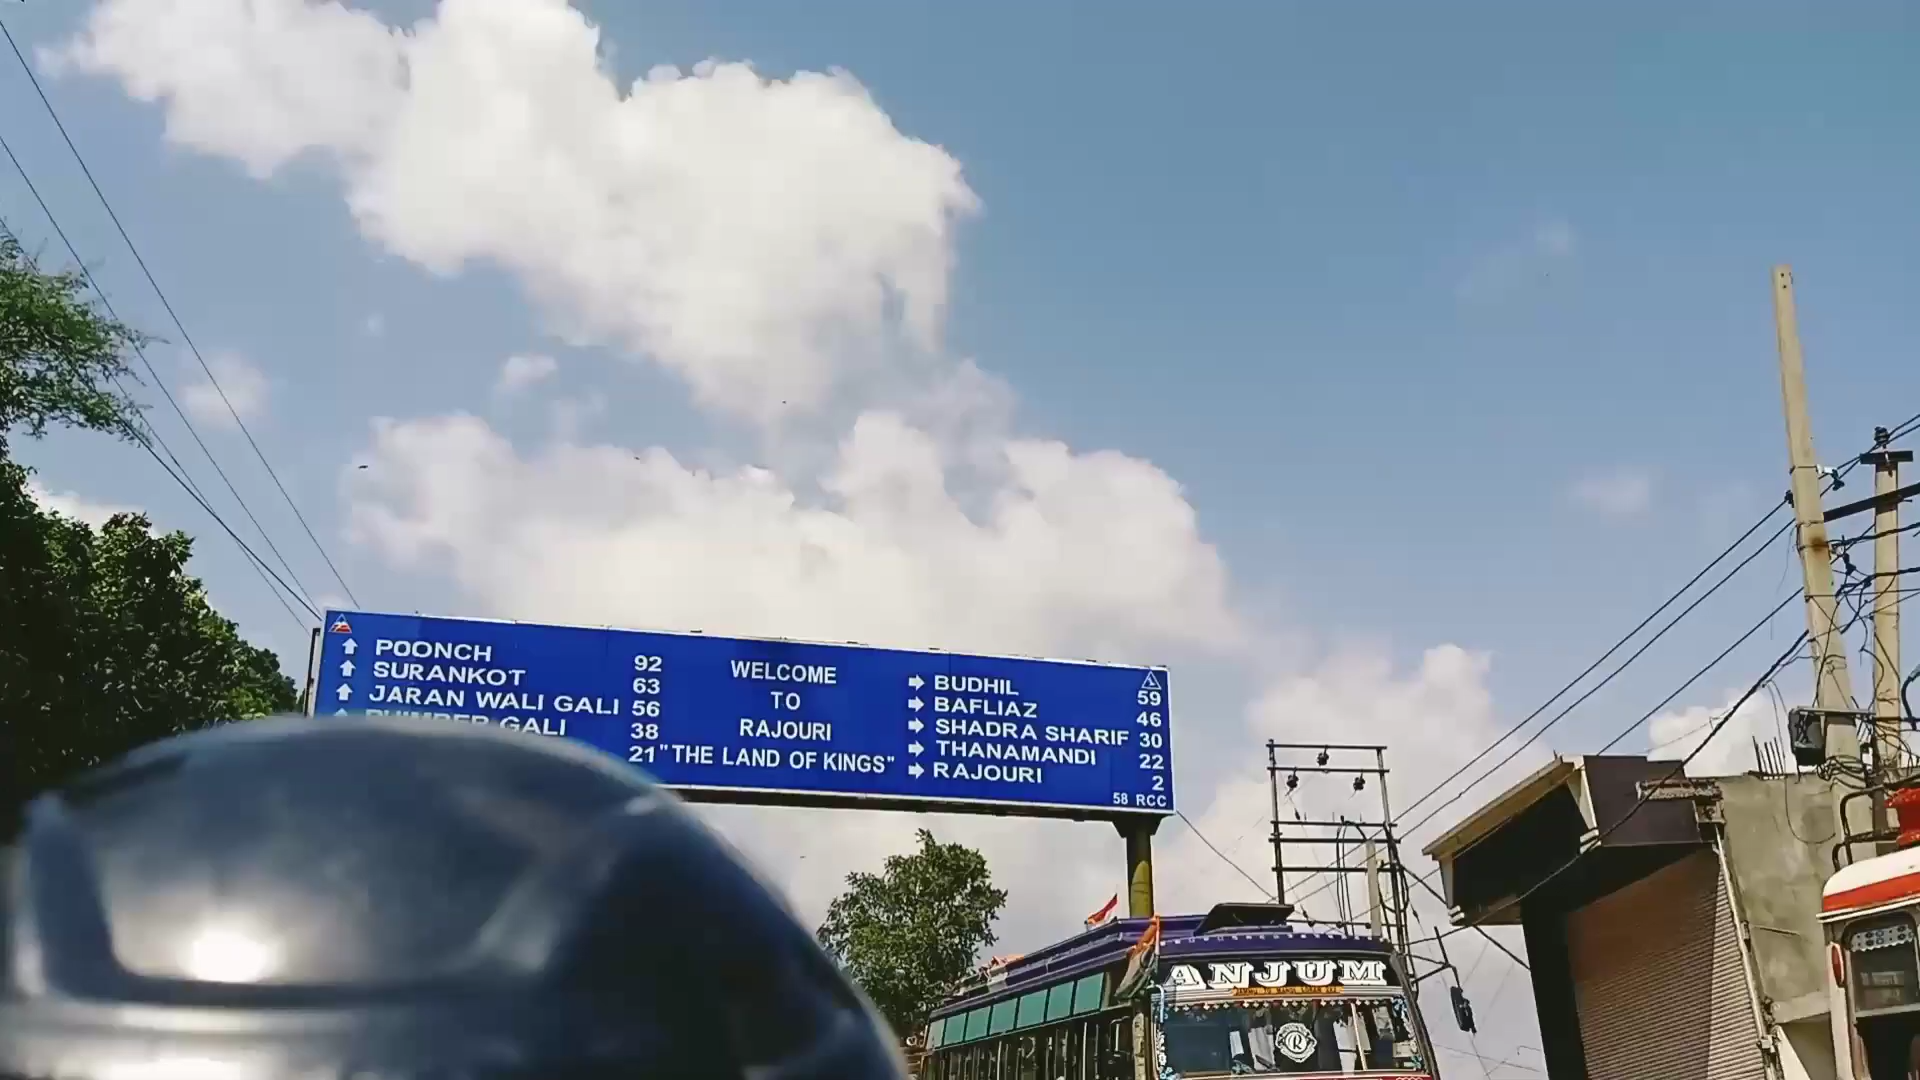 POONCH 92
SURANKOT 63
JARAN WALI GALI 56
GALI 38
21
WELCOME
TO
RAJOURI
"THE LAND OF KINGS"
BUDHIL 59
BAFLIAZ 46
SHADRA SHARIF 30
THANAMANDI 22
RAJOURI 2
58 RCC
ANJUM
R